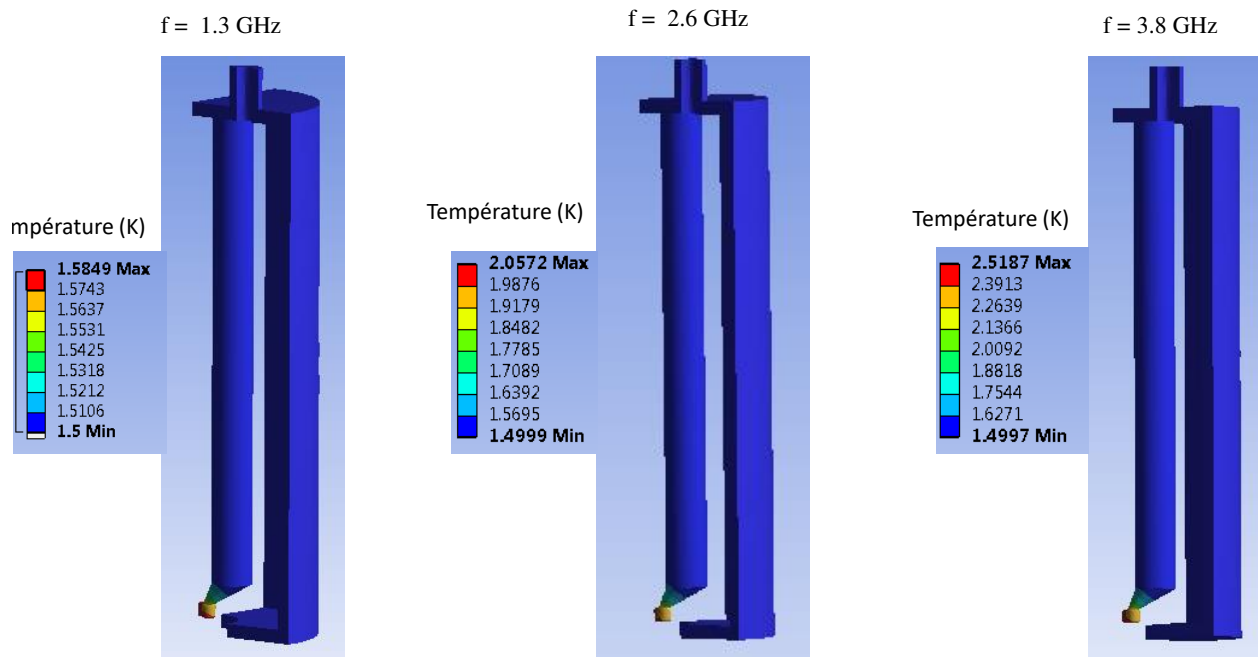 f = 1.3 GHz
f = 2.6 GHz
f = 3.8 GHz
mpérature (K)
1.5849 Max
1.5743
1.5637
1.5531
1.5425
1.5318
1.5212
1.5106
1.5 Min
Température (K)
2.0572 Max
1.9876
1.9179
1.8482
1.7785
1.7089
1.6392
1.5695
1.4999 Min
Température (K)
2.5187 Max
2.3913
2.2639
2.1366
2.0092
1.8818
1.7544
1.6271
1.4997 Min